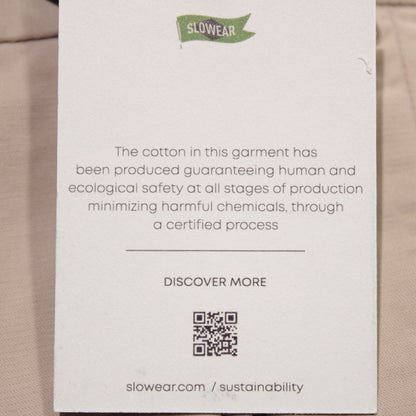 SLOWEAR
The cotton in this garment has
been produced guaranteeing human and
ecological safety at all stages of production
minimizing harmful chemicals, through
a certified process
DISCOVER MORE
slowear.com / sustainability